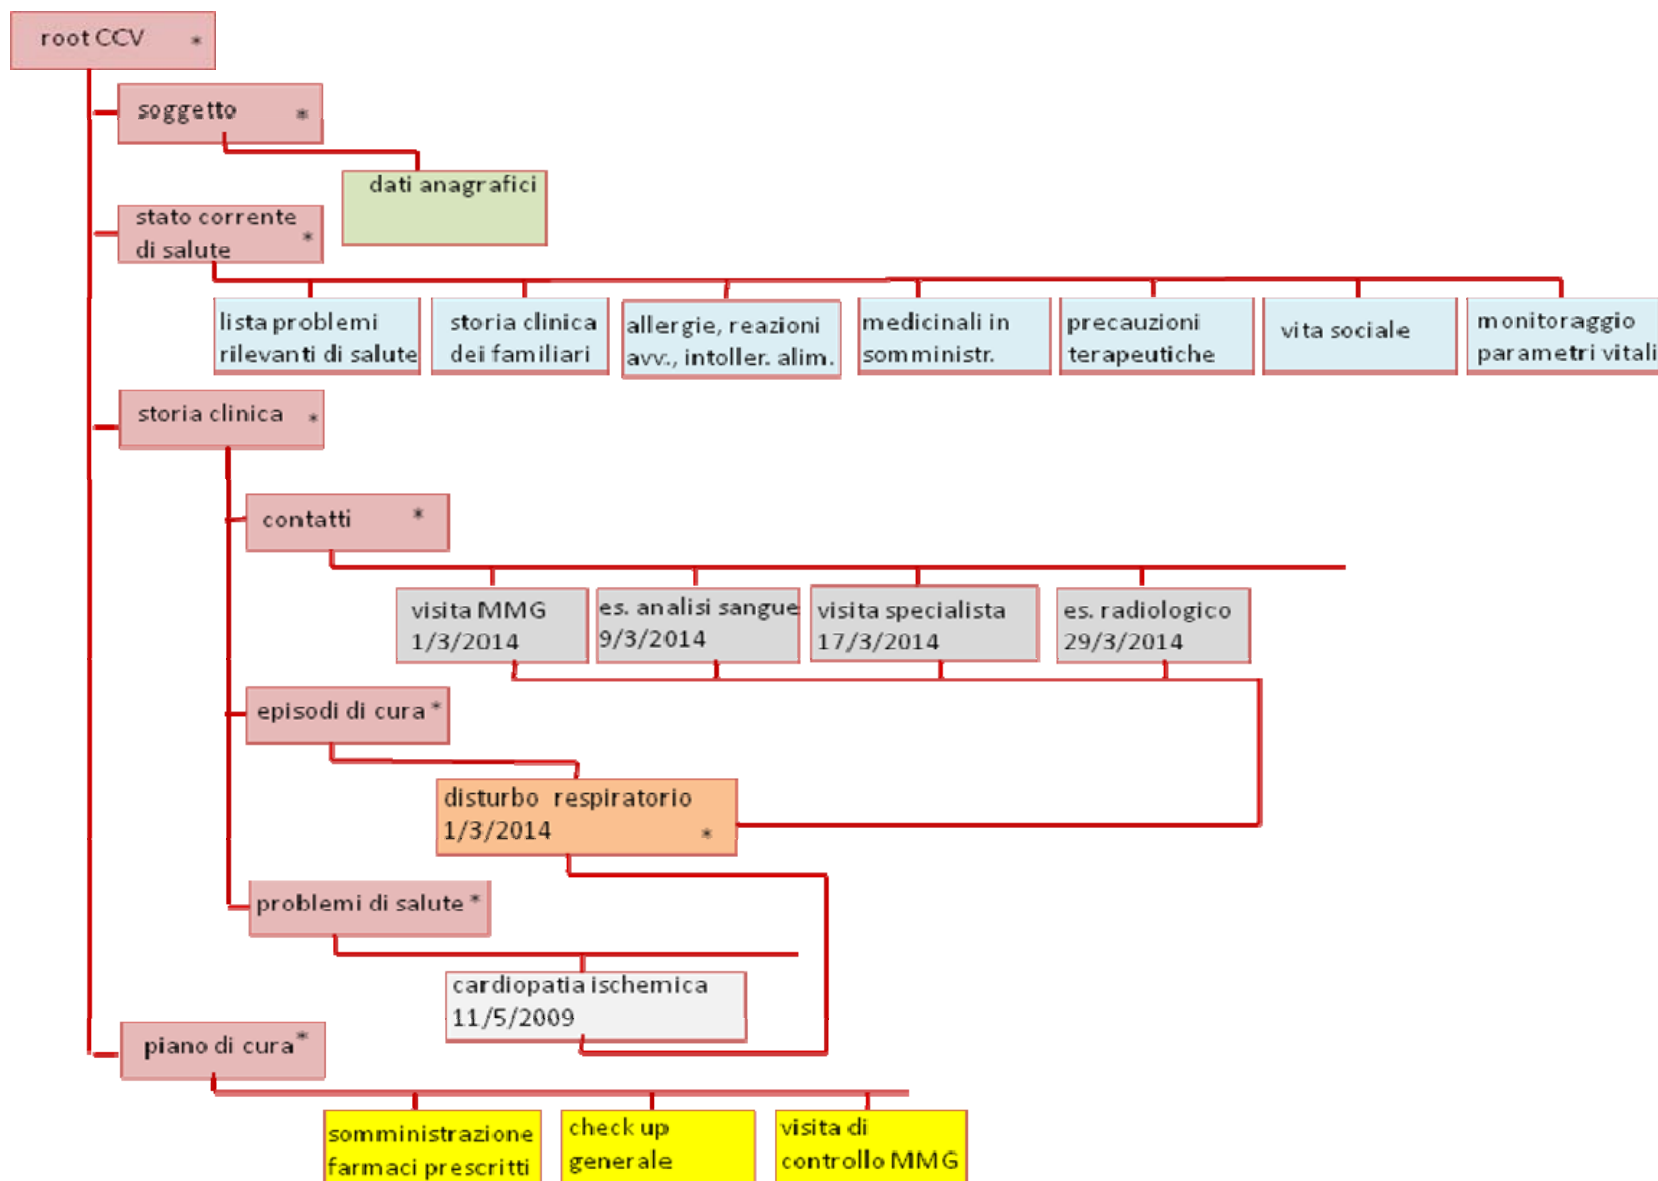 root CCV *
soggetto *
dati anagrafici
stato corrente
di salute *
lista problemi
rilevanti di salute
storia clinica
dei familiari
allergie, reazioni
avv., intoller. alim.
medicinali in
somministr.
precauzioni
terapeutiche
vita sociale
monitoraggio
parametri vitali
storia clinica *
contatti *
visita MMG
1/3/2014
es. analisi sangue
9/3/2014
visita specialista
17/3/2014
es. radiologico
29/3/2014
episodi di cura *
disturbo respiratorio
1/3/2014 *
problemi di salute *
cardiopatia ischemica
11/5/2009
piano di cura *
somministrazione
farmaci prescritti
check up
generale
visita di
controllo MMG